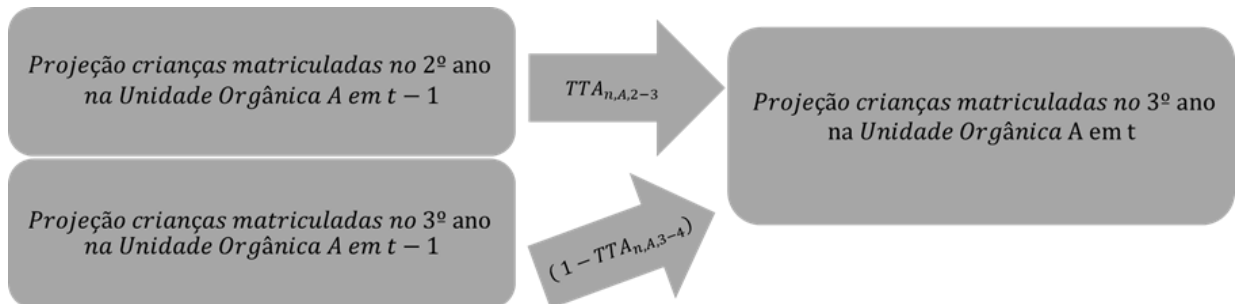 Projeção crianças matriculadas no 2º ano
na Unidade Orgânica A em t − 1
TTA_{n,A,2−3}
Projeção crianças matriculadas no 3º ano
na Unidade Orgânica A em t
Projeção crianças matriculadas no 3º ano
na Unidade Orgânica A em t − 1
(1 − TTA_{n,A,3−4})